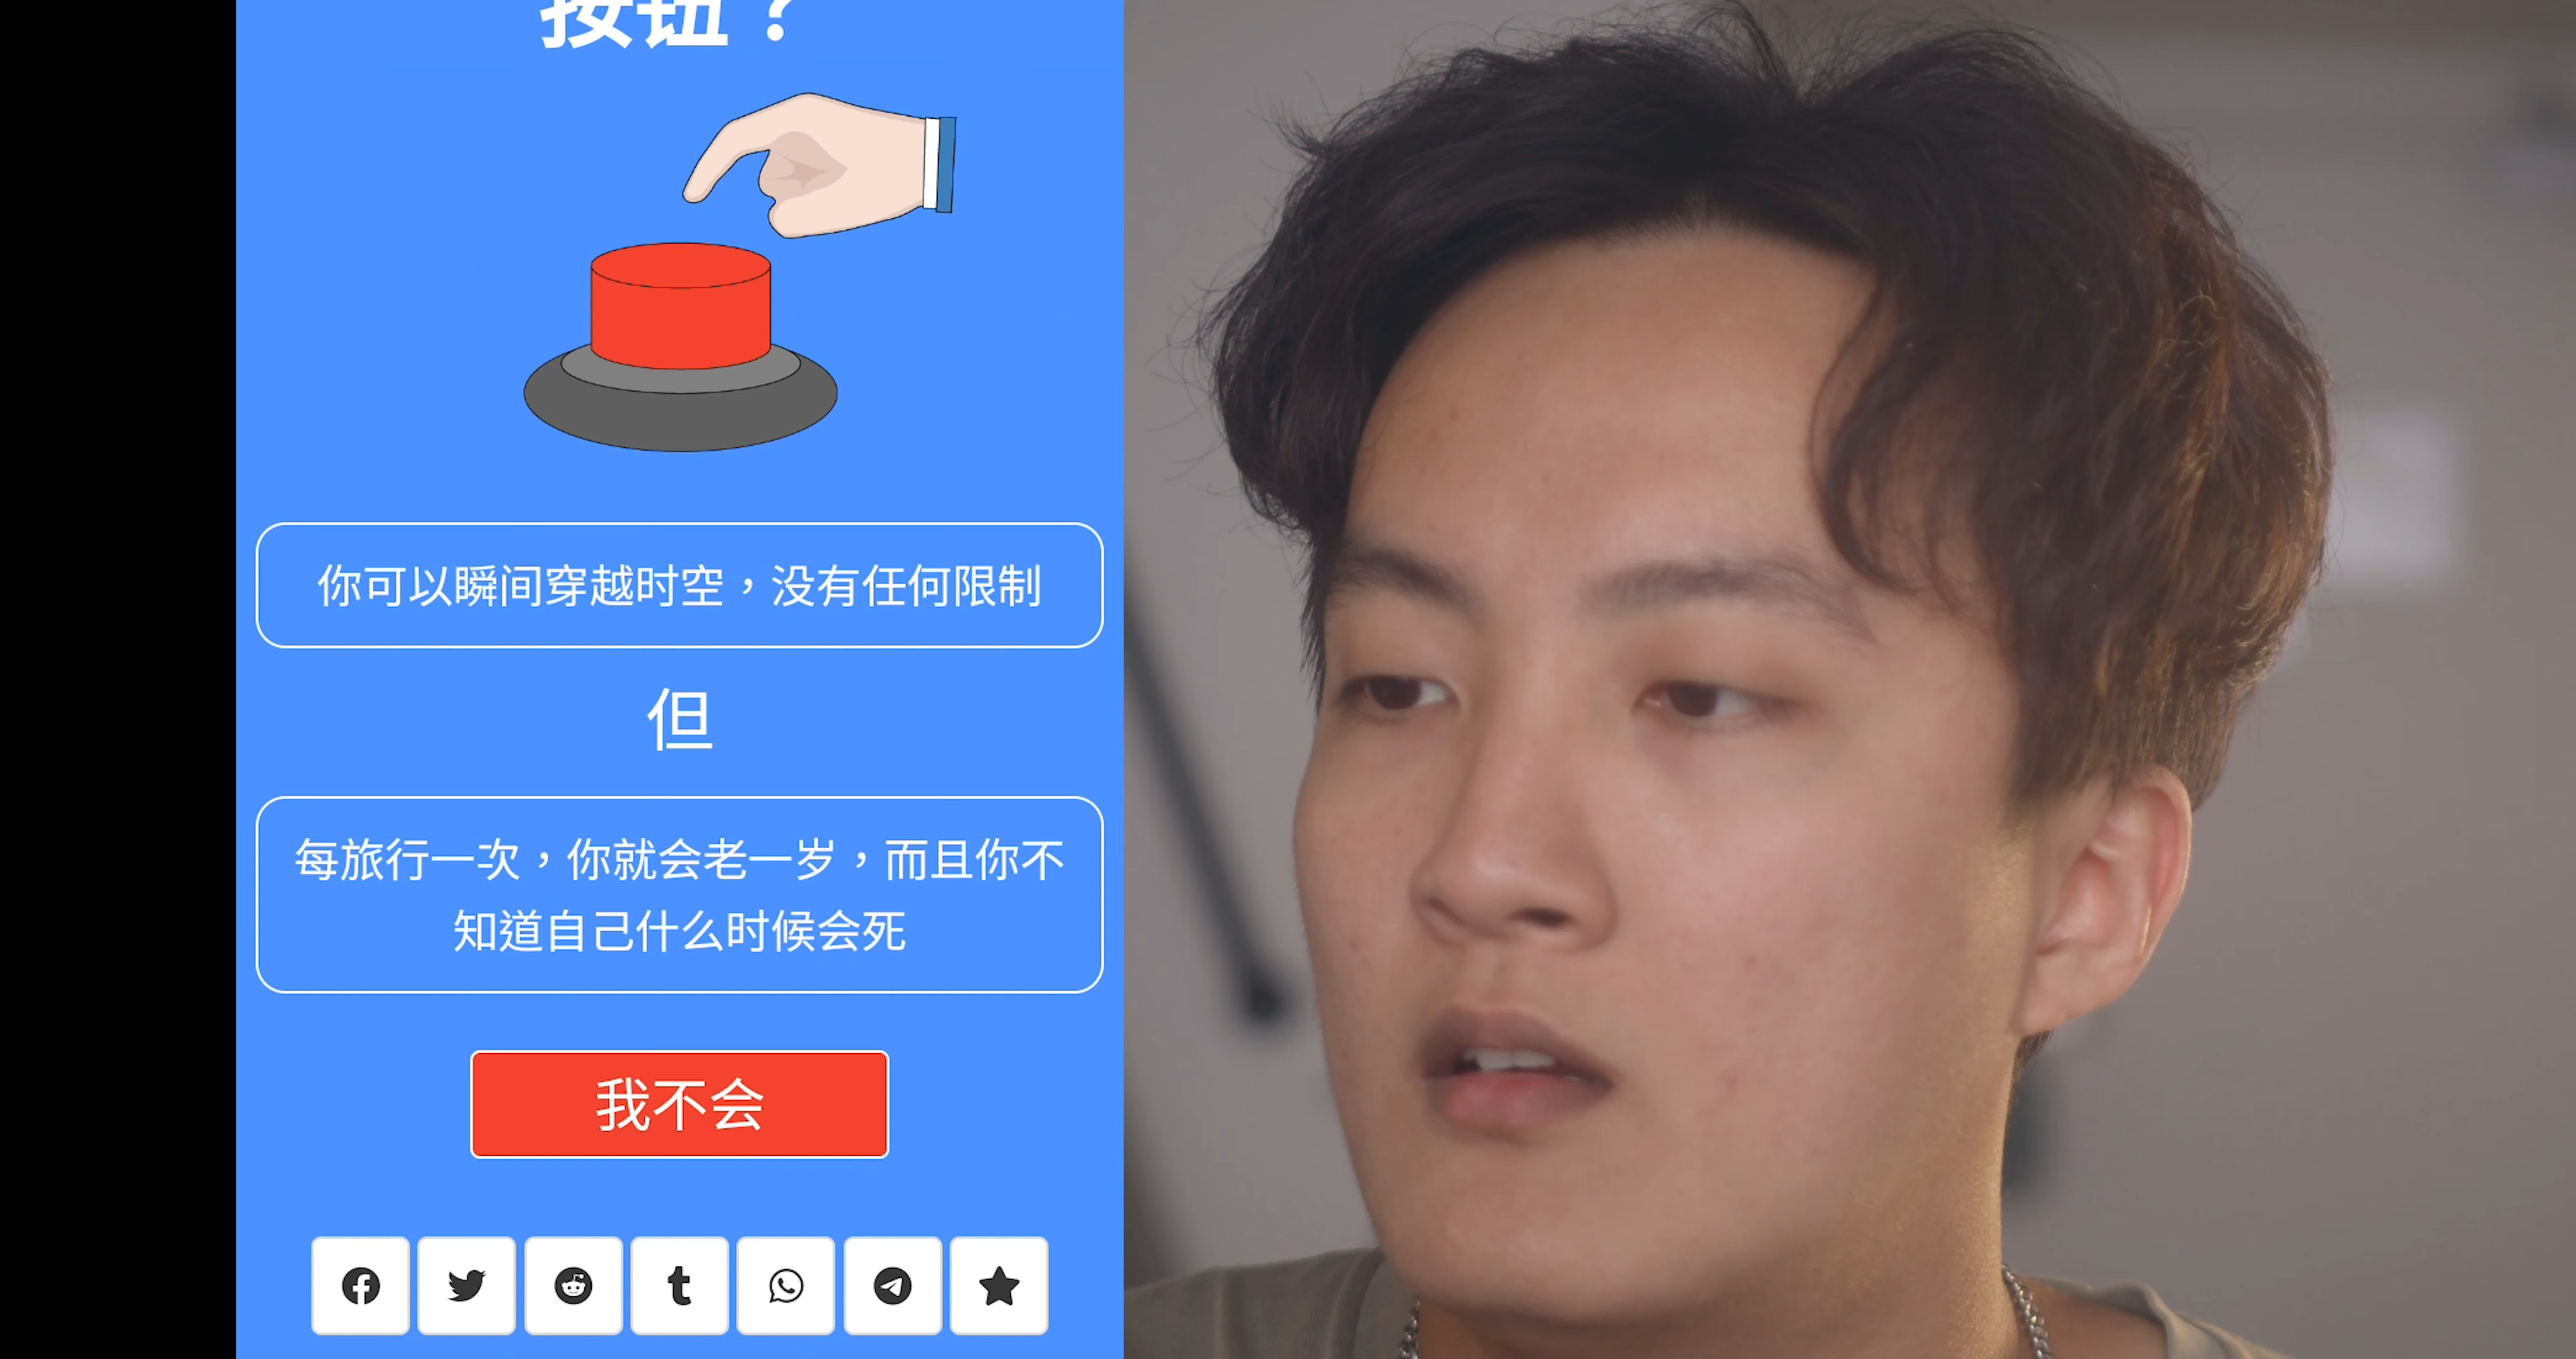 按钮？
你可以瞬间穿越时空，没有任何限制
但
每旅行一次，你就会老一岁，而且你不
知道自己什么时候会死
我不会